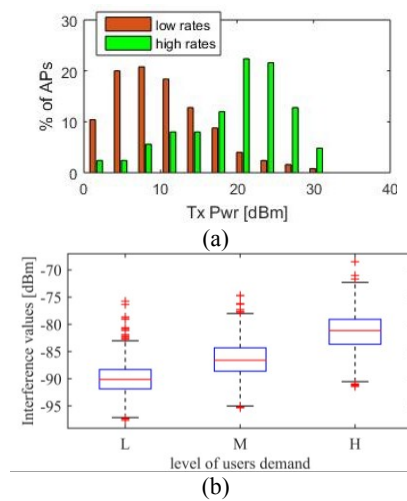 low rates
high rates
% of APs
30
20
10
0
0 10 20 30 40
Tx Pwr [dBm]
(a)
Interference values [dBm]
-70
-75
-80
-85
-90
-95
L M H
level of users demand
(b)